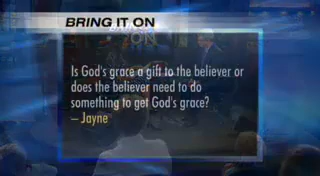 BRING IT ON
Is God's grace a gift to the believer or
does the believer need to do
something to get God's grace?
– Jayne